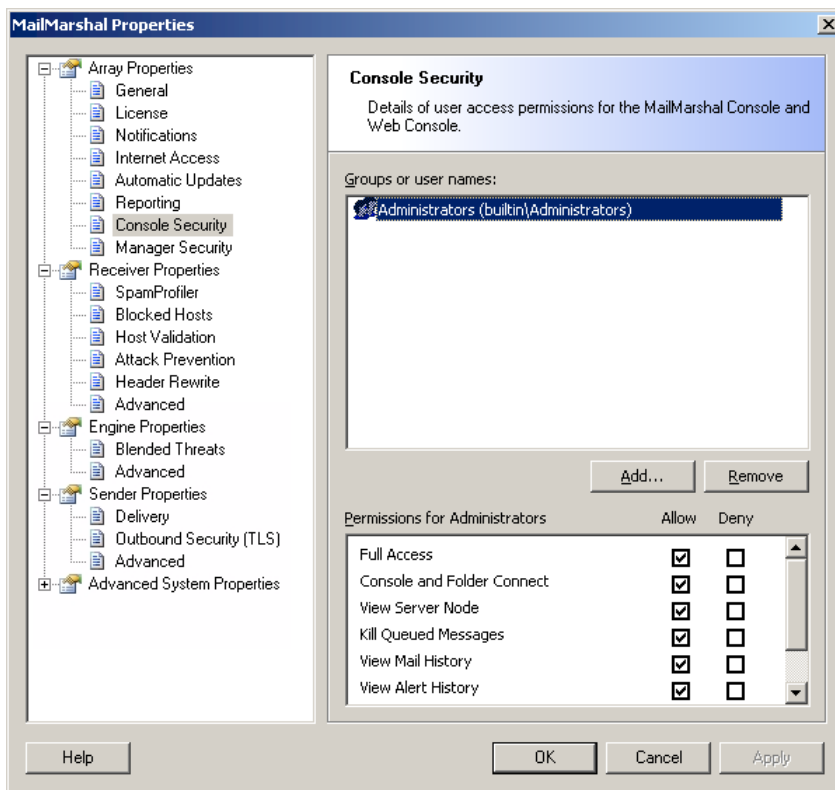 MailMarshal Properties
Array Properties
General
License
Notifications
Internet Access
Automatic Updates
Reporting
Console Security
Manager Security
Receiver Properties
SpamProfiler
Blocked Hosts
Host Validation
Attack Prevention
Header Rewrite
Advanced
Engine Properties
Blended Threats
Advanced
Sender Properties
Delivery
Outbound Security (TLS)
Advanced
Advanced System Properties
Console Security
Details of user access permissions for the MailMarshal Console and
Web Console.
Groups or user names:
Administrators (builtin\Administrators)
Add... Remove
Permissions for Administrators Allow Deny
Full Access
Console and Folder Connect
View Server Node
Kill Queued Messages
View Mail History
View Alert History
Help OK Cancel Apply